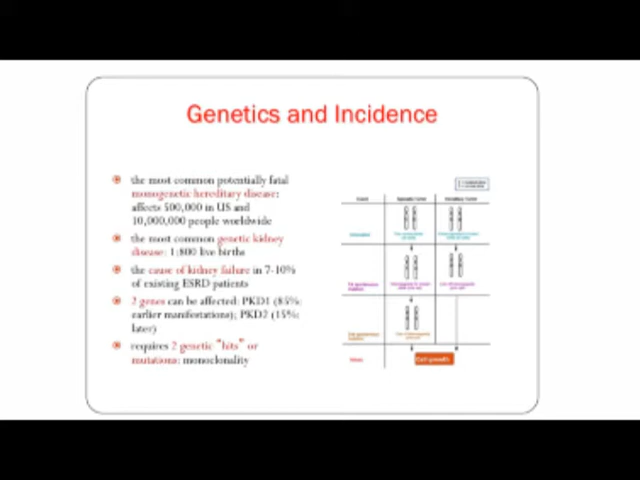 Genetics and Incidence
the most common potentially fatal
monogenetic hereditary disease:
affects 500,000 in US and
10,000,000 people worldwide
the most common genetic kidney
disease: 1:800 live births
the cause of kidney failure in 7-10%
of existing ESRD patients
2 genes can be affected: PKD1 (85%:
earlier manifestations); PKD2 (15%:
later)
requires 2 genetic "hits" or
mutations: monoclonality
Cell growth